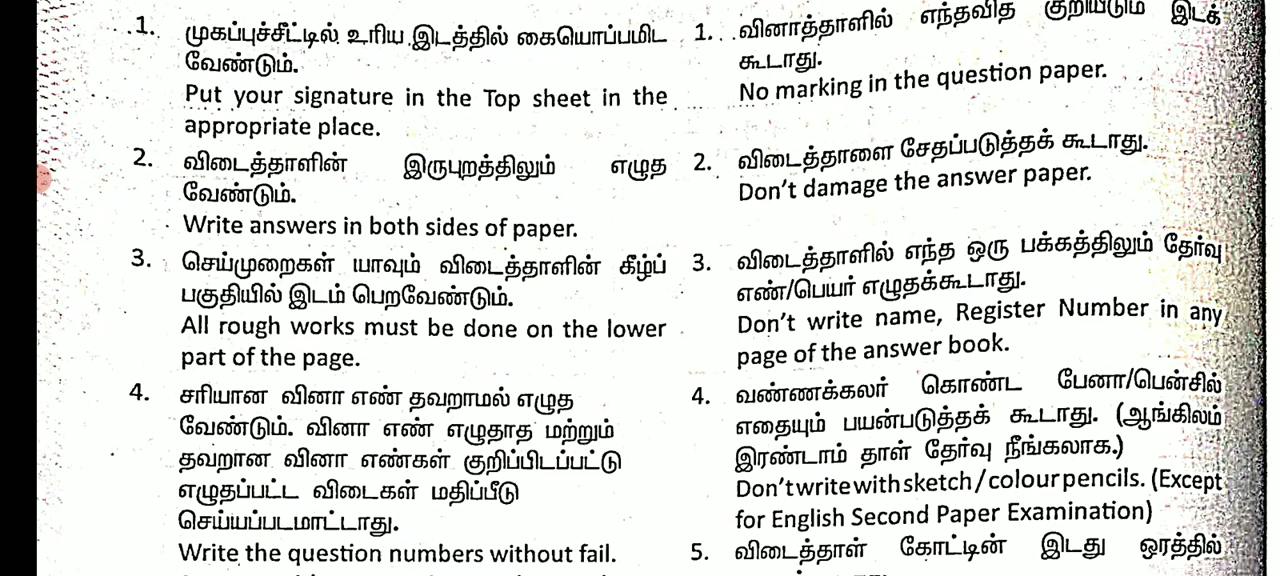 1. முகப்புச்சீட்டில் உரிய இடத்தில் கையொப்பமிட
வேண்டும்.
Put your signature in the Top sheet in the
appropriate place.
2. விடைத்தாளின் இருபுறத்திலும் எழுத
வேண்டும்.
Write answers in both sides of paper.
3. செய்முறைகள் யாவும் விடைத்தாளின் கீழ்ப்
பகுதியில் இடம் பெறவேண்டும்.
All rough works must be done on the lower
part of the page.
4. சரியான வினா எண் தவறாமல் எழுத
வேண்டும். வினா எண் எழுதாத மற்றும்
தவறான வினா எண்கள் குறிப்பிடப்பட்டு
எழுதப்பட்ட விடைகள் மதிப்பீடு
செய்யப்படமாட்டாது.
Write the question numbers without fail.
1. வினாத்தாளில் எந்தவித குறியீடும் இடக்
கூடாது.
No marking in the question paper.
2. விடைத்தாளை சேதப்படுத்தக் கூடாது.
Don't damage the answer paper.
3. விடைத்தாளில் எந்த ஒரு பக்கத்திலும் தேர்வு
எண்/பெயர் எழுதக்கூடாது.
Don't write name, Register Number in any
page of the answer book.
4. வண்ணக்கலர் கொண்ட பேனா/பென்சில்
எதையும் பயன்படுத்தக் கூடாது. (ஆங்கிலம்
இரண்டாம் தாள் தேர்வு நீங்கலாக.)
Don't write with sketch / colour pencils. (Except
for English Second Paper Examination)
5. விடைத்தாள் கோட்டின் இடது ஓரத்தில்